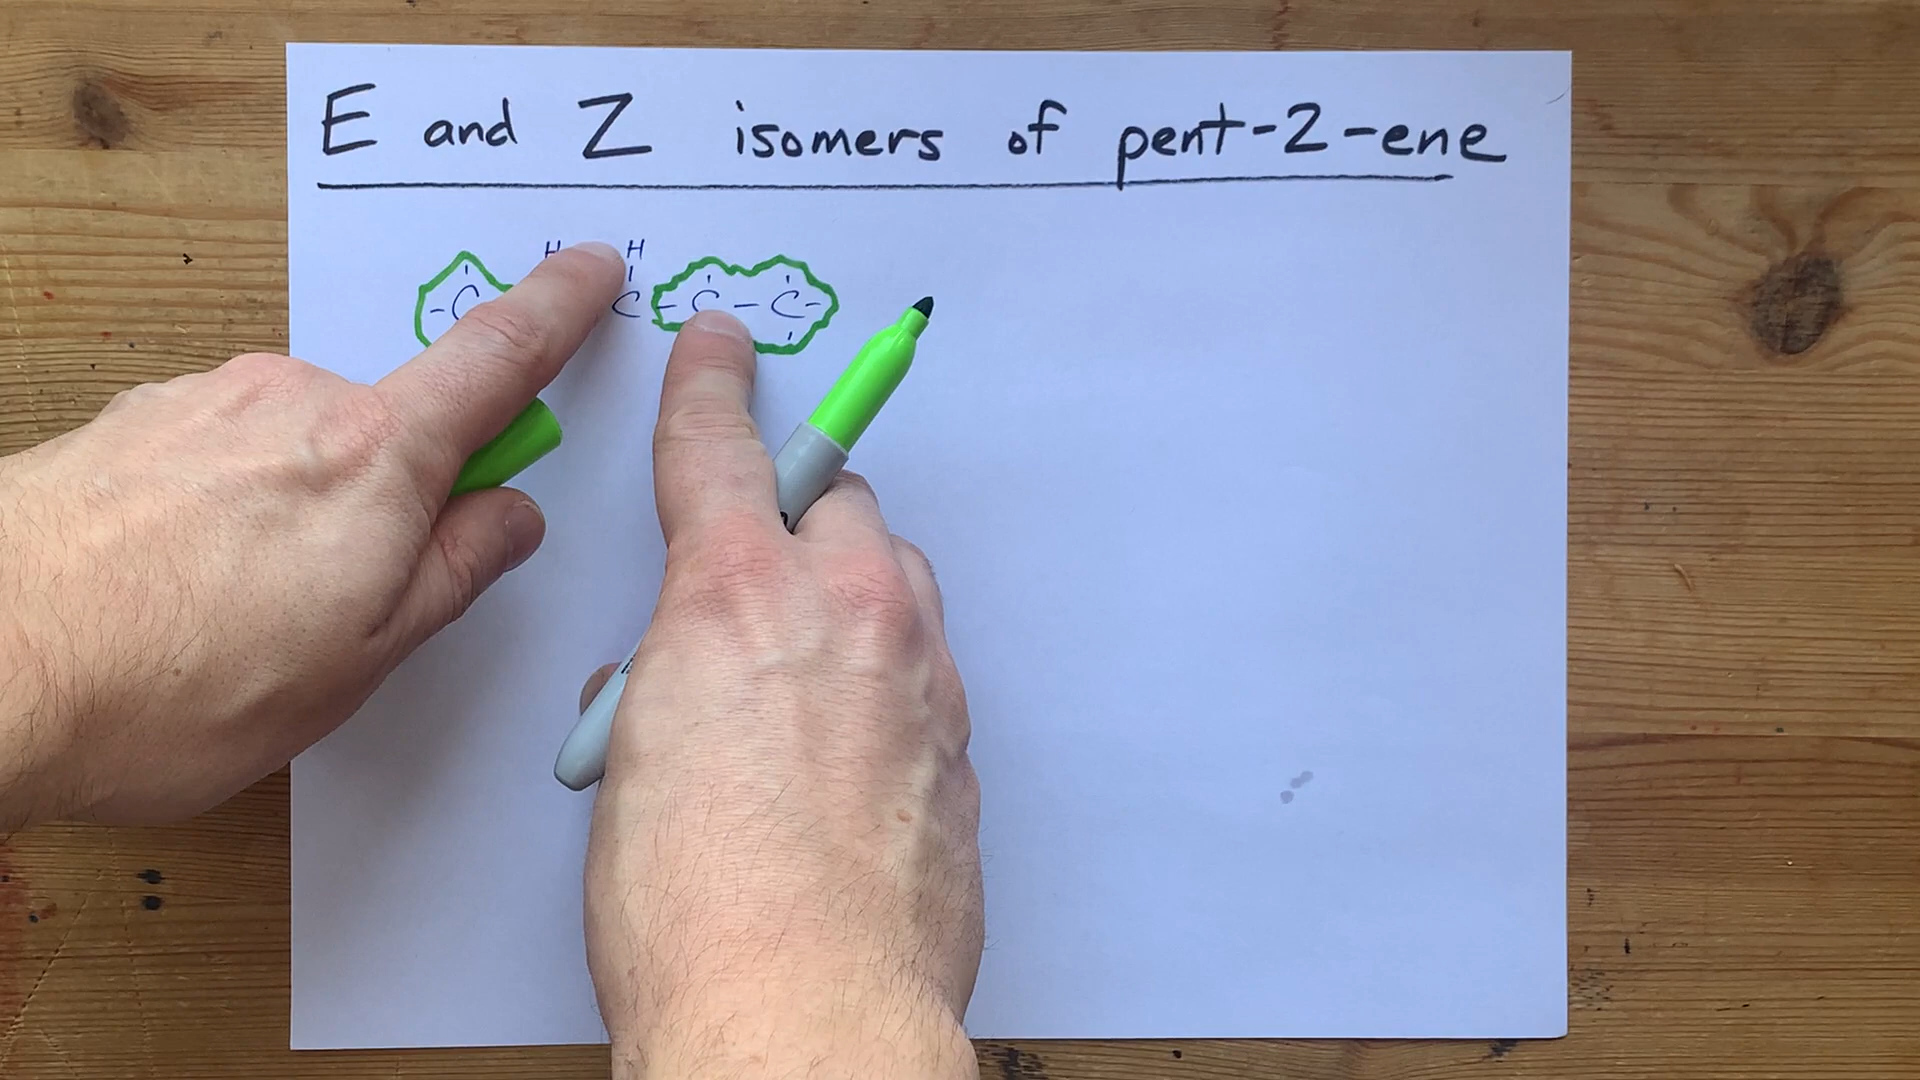 E and Z isomers of pent-2-ene
H H
-C C-C-C-